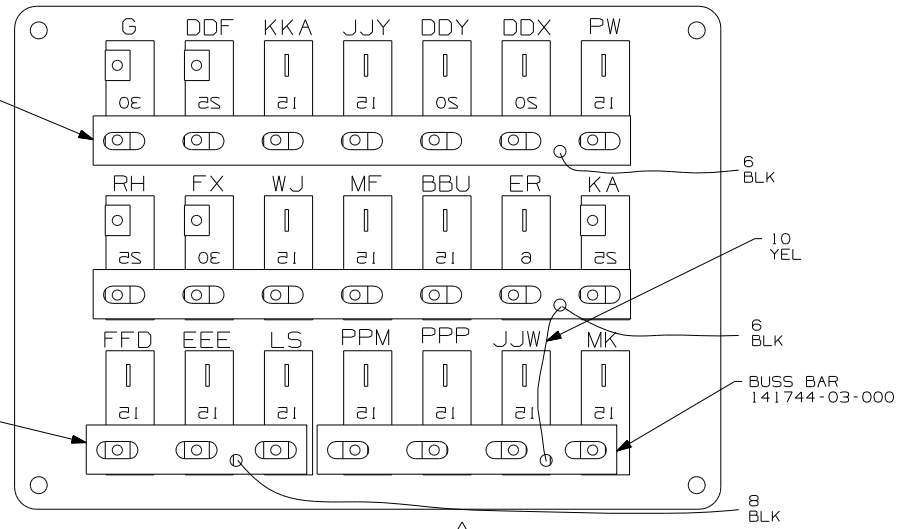 G DDF KKA JJY DDY DDX PW
30 25 15 15 20 20 15
6
BLK
RH FX WJ MF BBU ER KA
25 30 15 15 15 6 25
10
YEL
6
BLK
FFD EEE LS PPM PPP JJW MK
15 15 15 15 15 15 15
BUSS BAR
141744-03-000
8
BLK